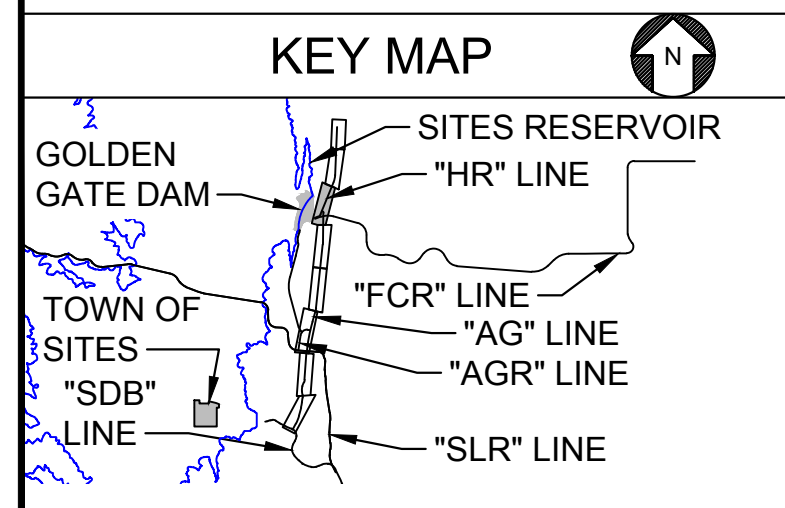 KEY MAP
N
SITES RESERVOIR
GOLDEN
GATE DAM
"HR" LINE
"FCR" LINE
TOWN OF
SITES
"AG" LINE
"AGR" LINE
"SDB"
LINE
"SLR" LINE